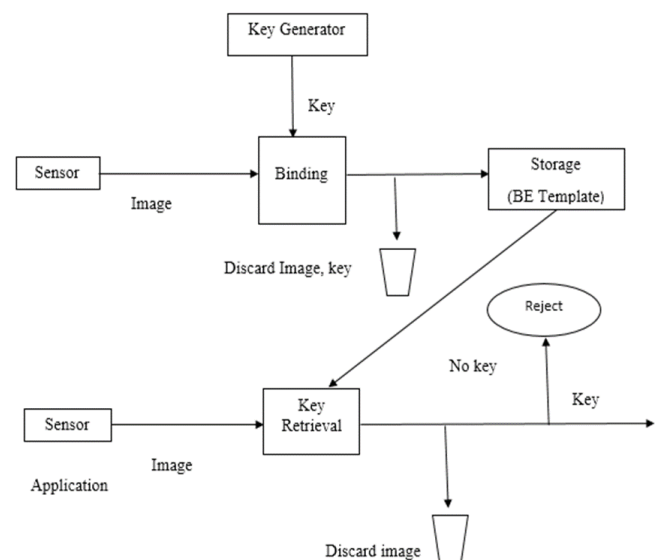 Key Generator
Key
Sensor
Binding
Storage
(BE Template)
Image
Discard Image, key
Reject
No key
Key
Key
Retrieval
Sensor
Image
Application
Discard image